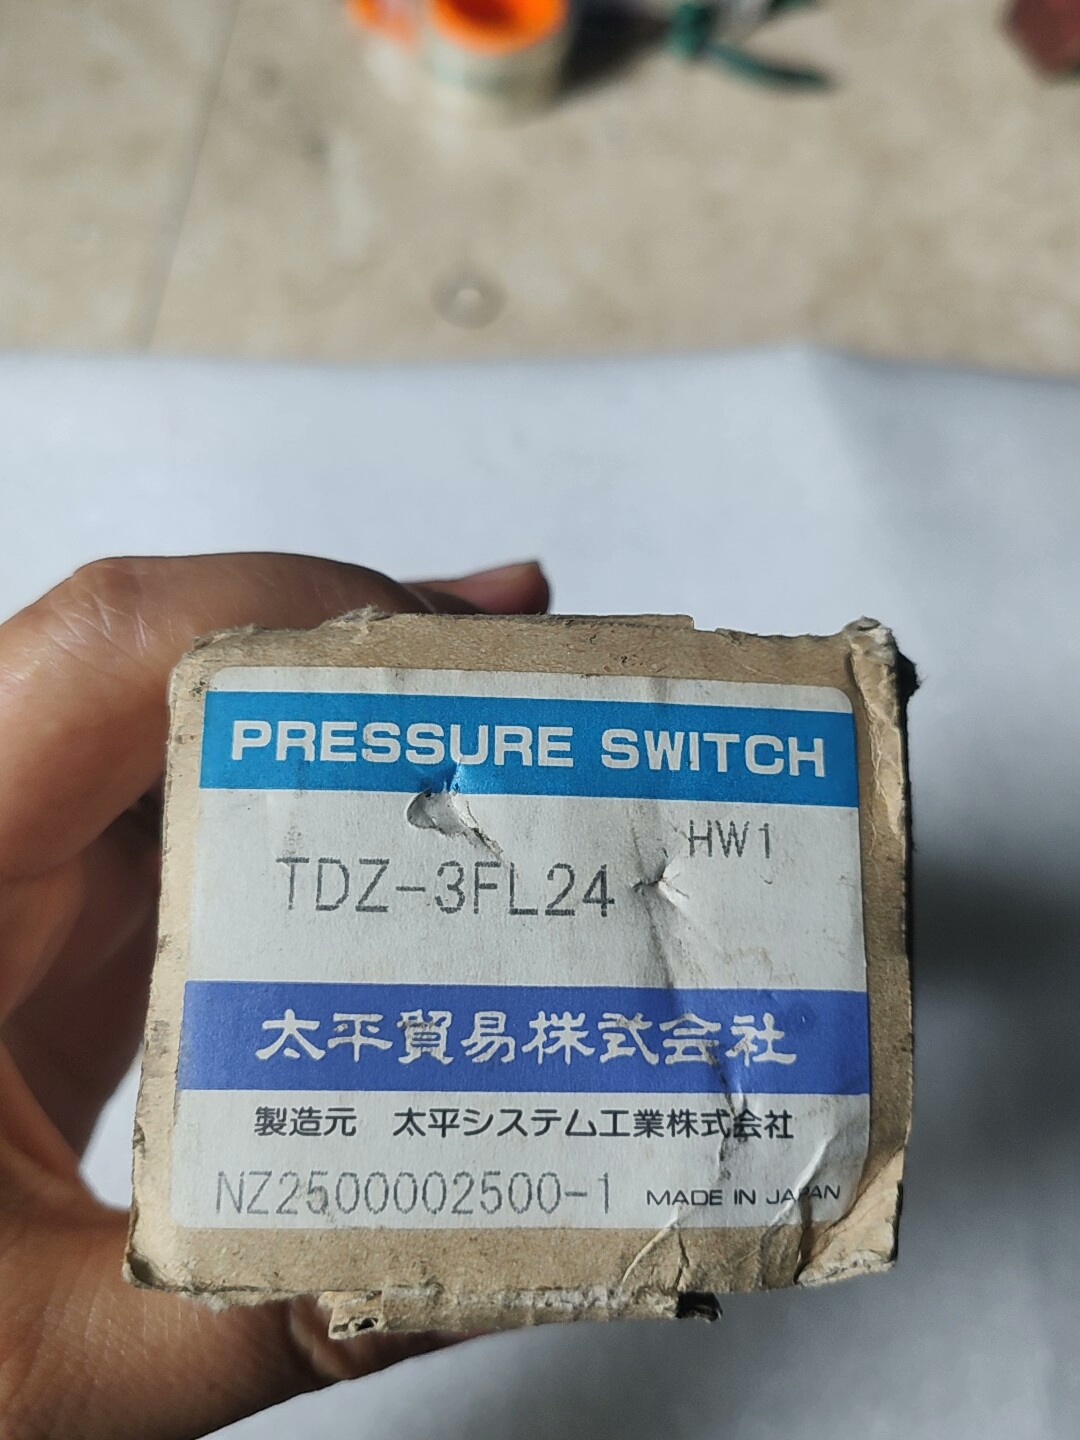 PRESSURE SWITCH
HW1
TDZ-3FL24
太平貿易株式会社
製造元 太平システム工業株式会社
NZ2500002500-1 MADE IN JAPAN